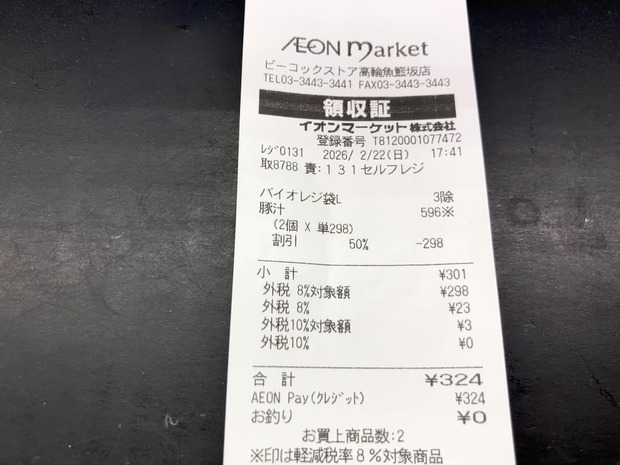 ÆON market
ピーコックストア高輪魚籃坂店
TEL03-3443-3441 FAX03-3443-3443
領収証
イオンマーケット株式会社
登録番号 T8120001077472
ﾚｼﾞ0131 2026/ 2/22(日) 17:41
取8788 責:131セルフレジ
バイオレジ袋L 3除
豚汁 596※
(2個 X 単298)
割引 50% -298
小 計 ¥301
外税 8%対象額 ¥298
外税 8% ¥23
外税10%対象額 ¥3
外税10% ¥0
合 計 ¥324
AEON Pay(ｸﾚｼﾞｯﾄ) ¥324
お釣り ¥0
お買上商品数:2
※印は軽減税率8%対象商品